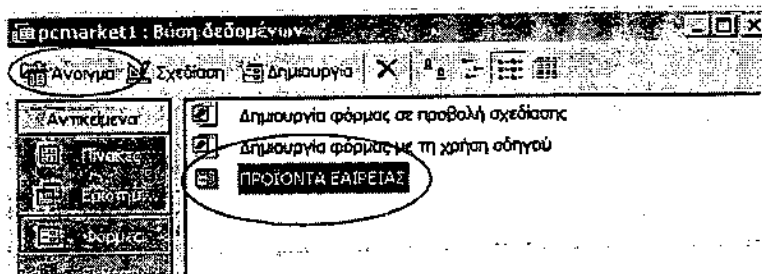 pcmarket1 : Βάση δεδομένων
Άνοιγμα Σχεδίαση Δημιουργία
Αντικείμενα
Δημιουργία φόρμας σε προβολή σχεδίασης
Πίνακες
Δημιουργία φόρμας με τη χρήση οδηγού
ΠΡΟΪΟΝΤΑ ΕΑΙΡΕΙΑΣ
Φόρμες